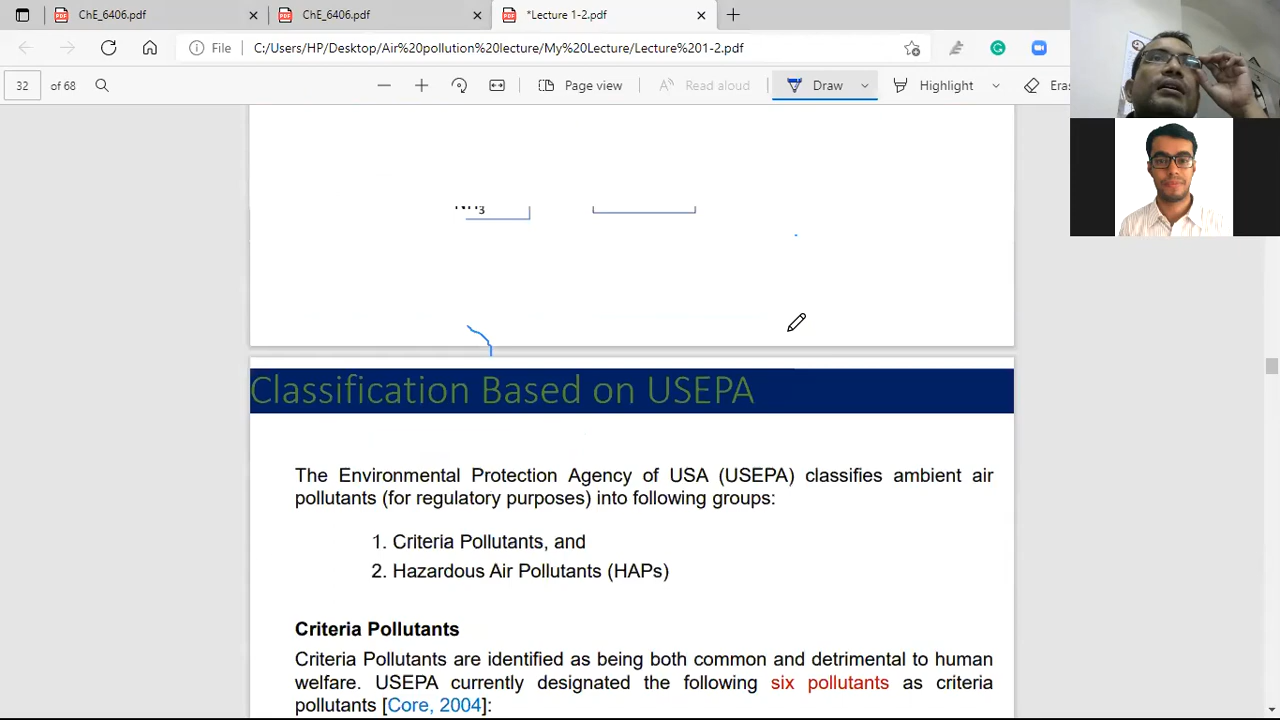 ChE_6406.pdf
ChE_6406.pdf
*Lecture 1-2.pdf
File
C:/Users/HP/Desktop/Air%20pollution%20lecture/My%20Lecture/Lecture%201-2.pdf
32 of 68
Page view
Read aloud
Draw
Highlight
Eras
NH3
Classification Based on USEPA
The Environmental Protection Agency of USA (USEPA) classifies ambient air
pollutants (for regulatory purposes) into following groups:
1. Criteria Pollutants, and
2. Hazardous Air Pollutants (HAPs)
Criteria Pollutants
Criteria Pollutants are identified as being both common and detrimental to human
welfare. USEPA currently designated the following six pollutants as criteria
pollutants [Core, 2004]: